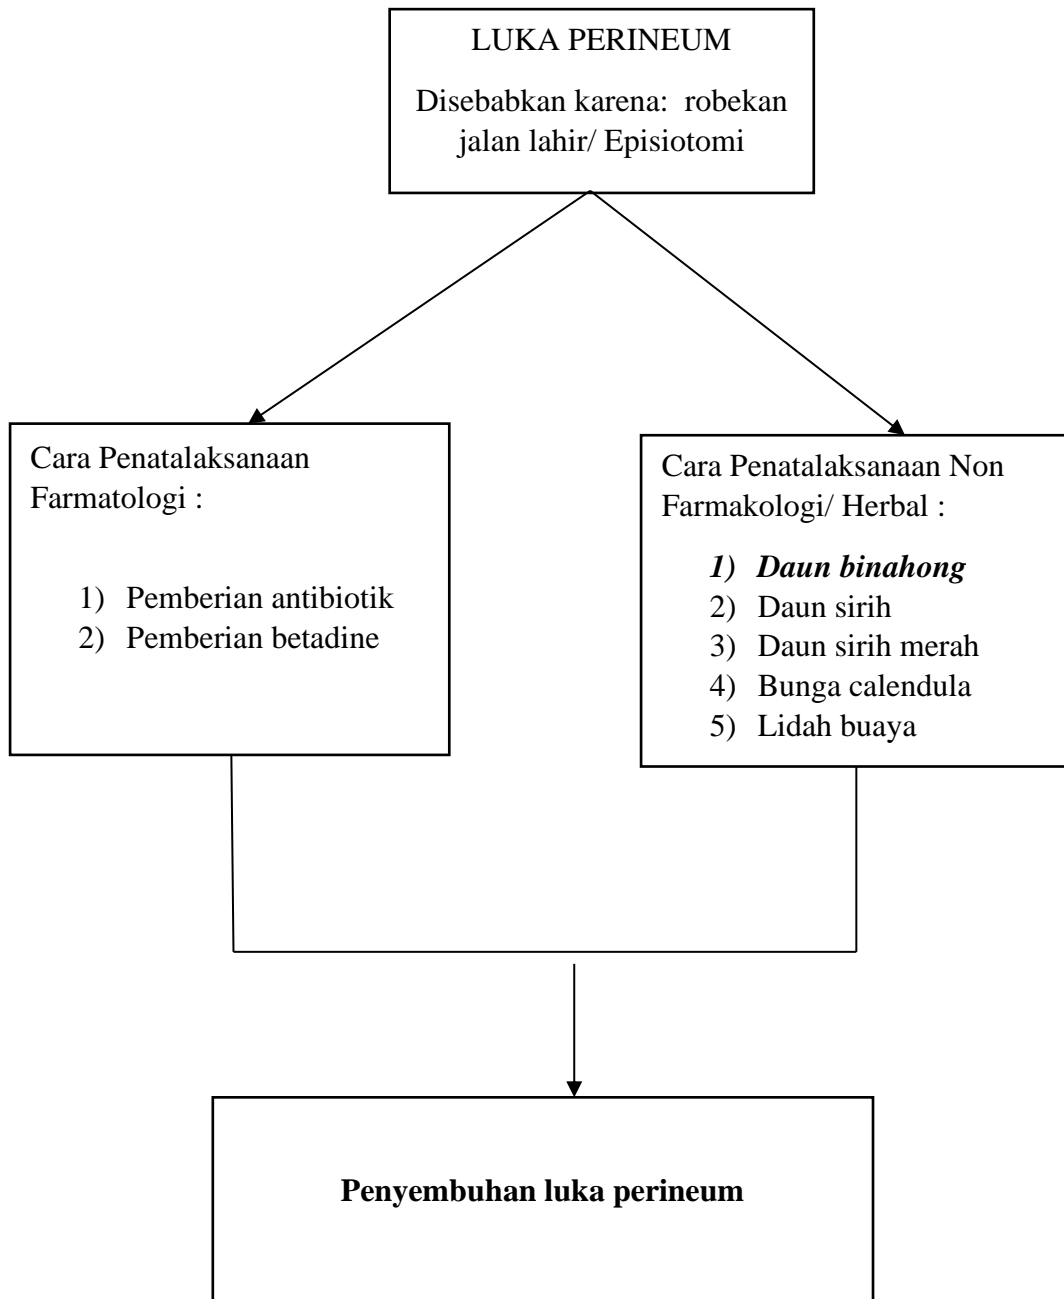 LUKA PERINEUM
Disebabkan karena: robekan
jalan lahir/ Episiotomi
Cara Penatalaksanaan
Farmatologi :
1) Pemberian antibiotik
2) Pemberian betadine
Cara Penatalaksanaan Non
Farmakologi/ Herbal :
1) Daun binahong
2) Daun sirih
3) Daun sirih merah
4) Bunga calendula
5) Lidah buaya
Penyembuhan luka perineum